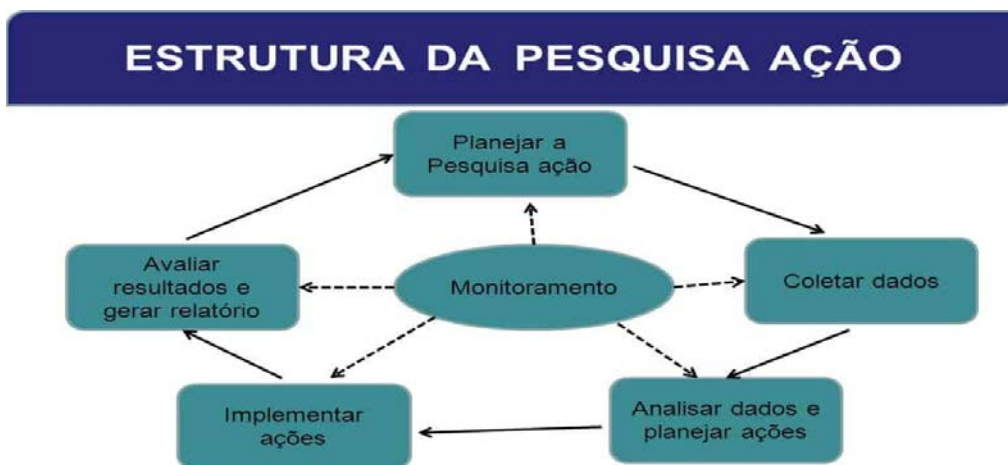 ESTRUTURA DA PESQUISA AÇÃO
Planejar a
Pesquisa ação
Avaliar
resultados e
gerar relatório
Monitoramento
Coletar dados
Implementar
ações
Analisar dados e
planejar ações